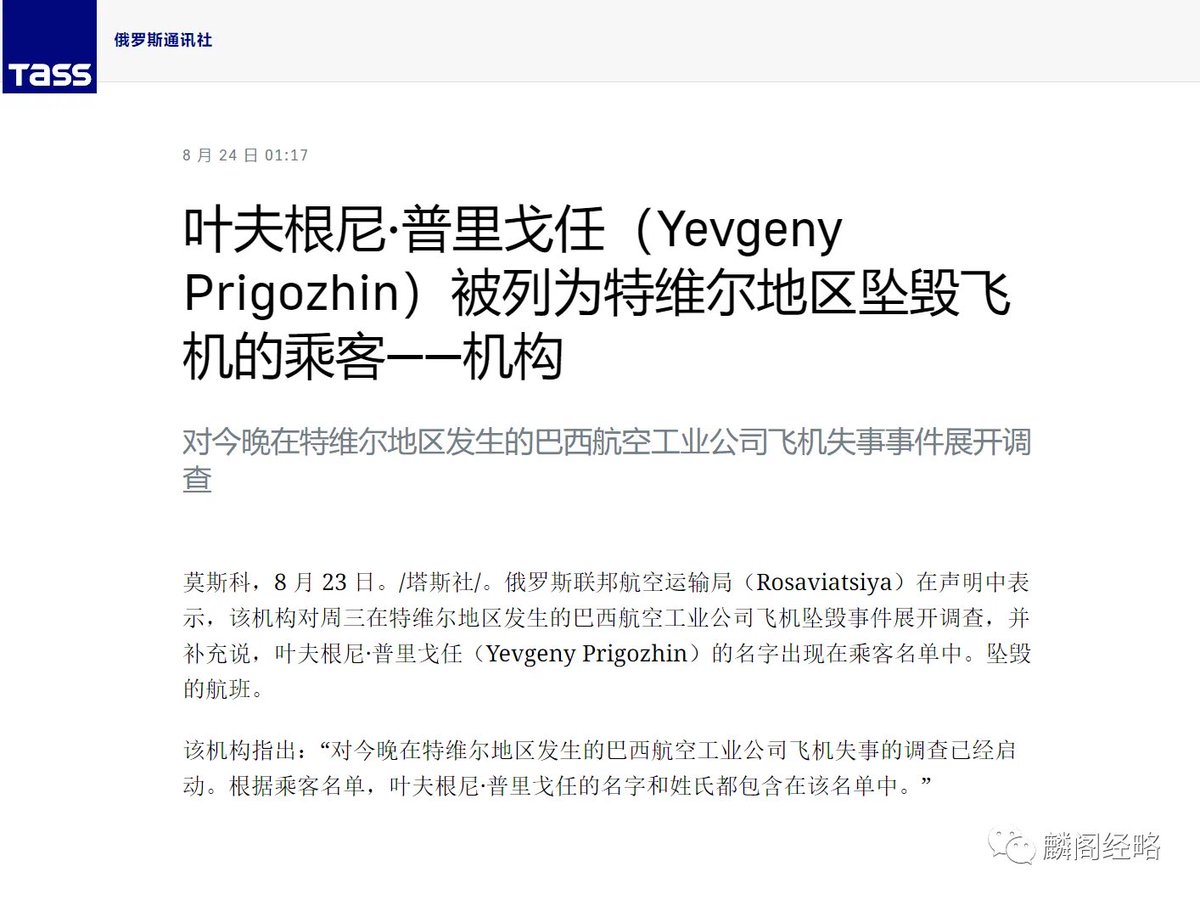 俄罗斯通讯社
TASS
8 月 24 日 01:17
叶夫根尼·普里戈任（Yevgeny
Prigozhin）被列为特维尔地区坠毁飞
机的乘客——机构
对今晚在特维尔地区发生的巴西航空工业公司飞机失事事件展开调
查
莫斯科，8 月 23 日。/塔斯社/。俄罗斯联邦航空运输局（Rosaviatsiya）在声明中表
示，该机构对周三在特维尔地区发生的巴西航空工业公司飞机坠毁事件展开调查，并
补充说，叶夫根尼·普里戈任（Yevgeny Prigozhin）的名字出现在乘客名单中。坠毁
的航班。
该机构指出：“对今晚在特维尔地区发生的巴西航空工业公司飞机失事的调查已经启
动。根据乘客名单，叶夫根尼·普里戈任的名字和姓氏都包含在该名单中。”
麟阁经略